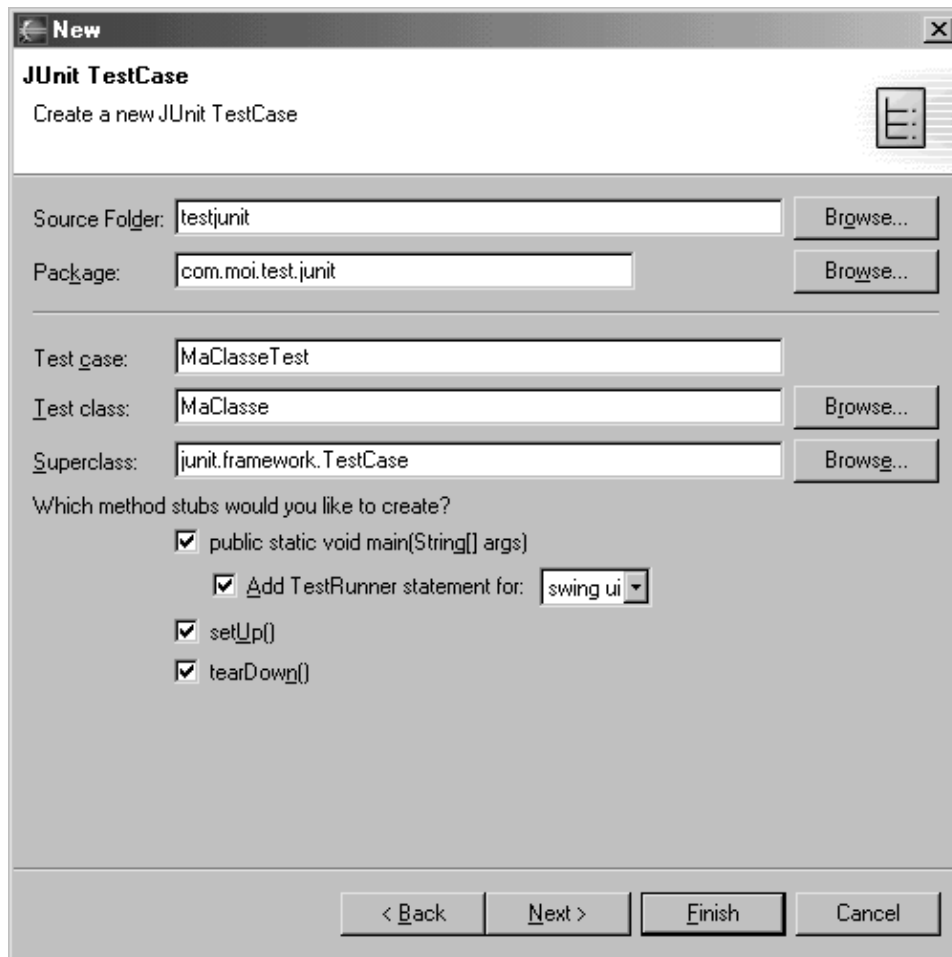 New
JUnit TestCase
Create a new JUnit TestCase
Source Folder: testjunit Browse...
Package: com.moi.test.junit Browse...
Test case: MaClasseTest
Test class: MaClasse Browse...
Superclass: junit.framework.TestCase Browse...
Which method stubs would you like to create?
public static void main(String[] args)
Add TestRunner statement for: swing ui
setUp()
tearDown()
< Back Next > Finish Cancel